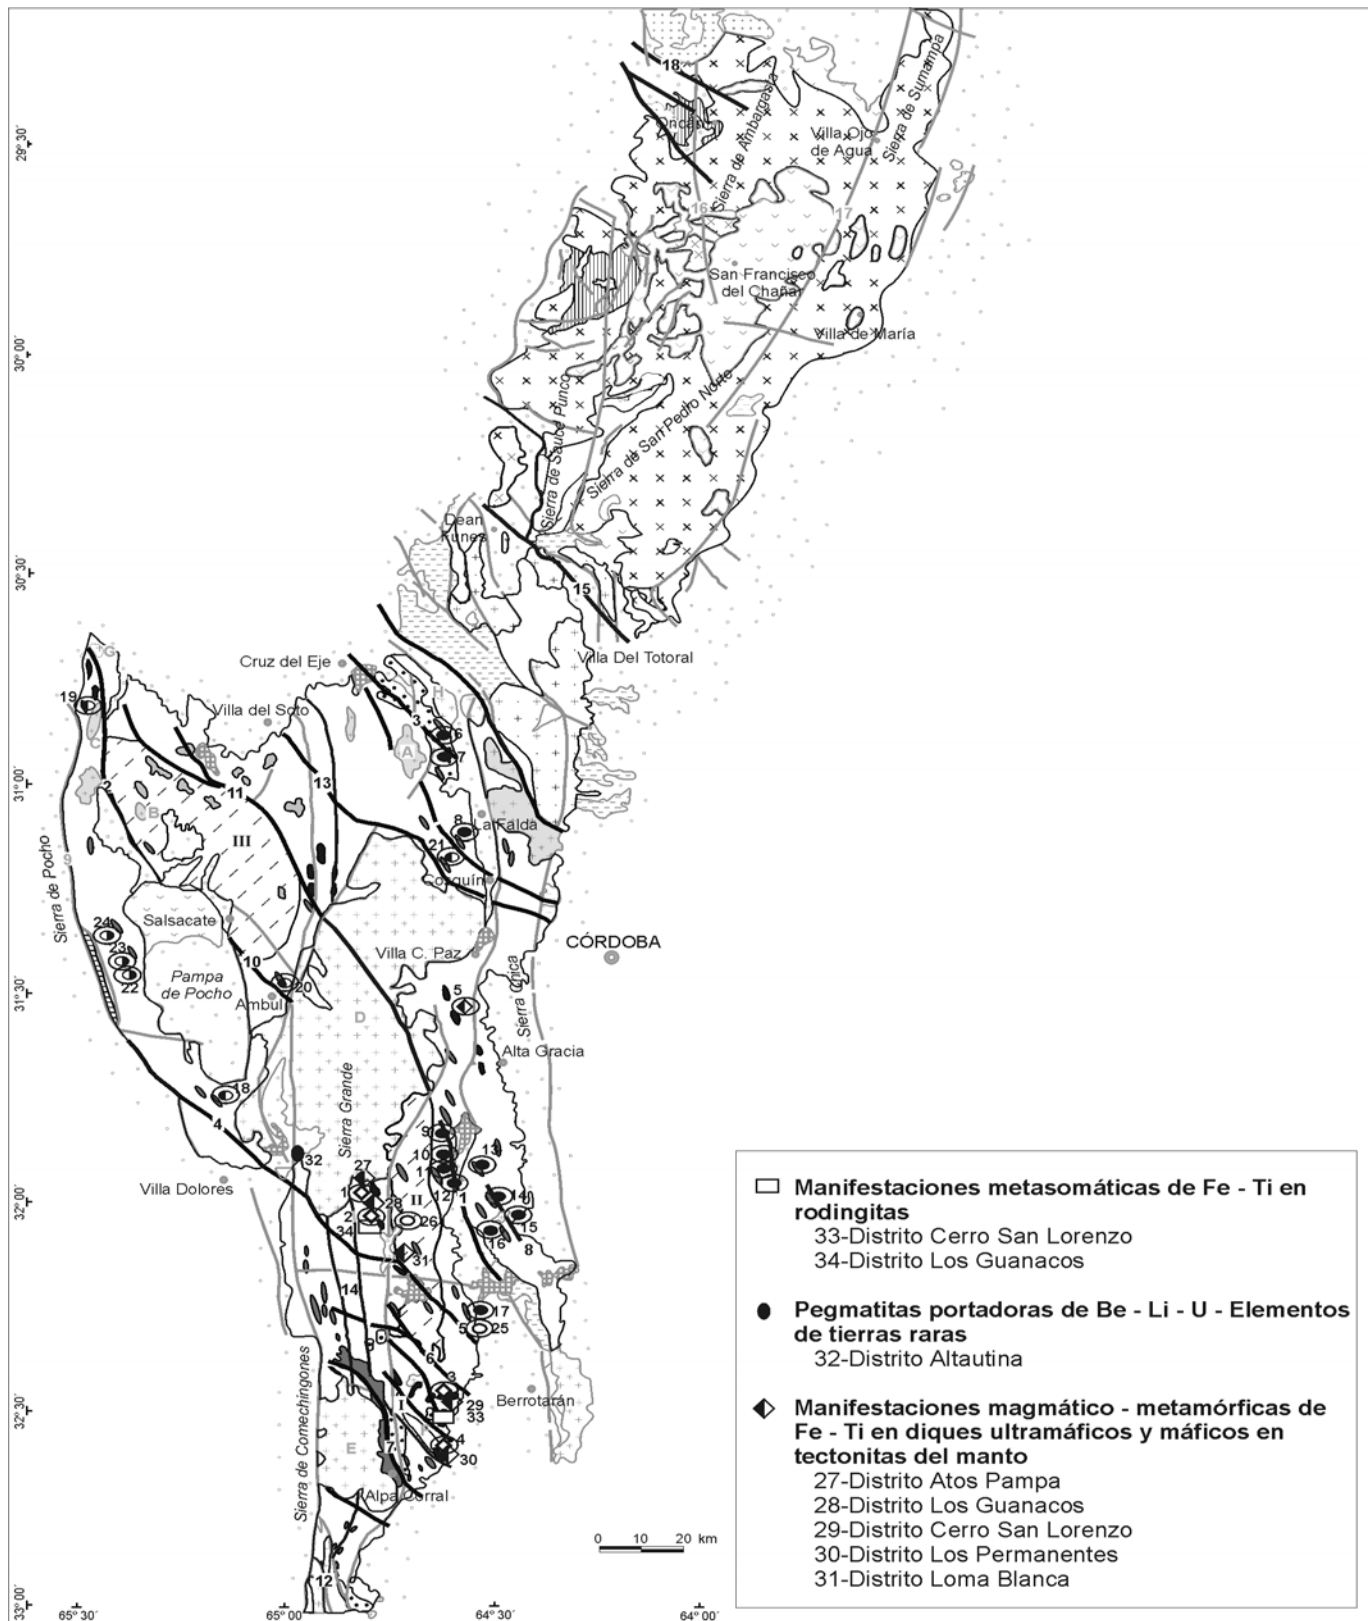 18
Sierra de Sumampa
Sierra de Ambargasta
29° 30´
Villa Ojo
de Agua
16
17
San Francisco
del Chañar
Villa de María
30° 00´
Sierra de Sauce Punco
Sierra de San Pedro Norte
Dean
Funes
30° 30´
15
Villa Del Totoral
G
Cruz del Eje
H
19
Villa del Soto
3
6
C
A
7
31° 00´
2
11
13
B
8
La Falda
III
21
9
Cosquín
Sierra de Pocho
Salsacate
24
CÓRDOBA
23
Villa C. Paz
10
22
Pampa
de Pocho
20
31° 30´
Ambul
5
Sierra Chica
D
Alta Gracia
Sierra Grande
18
4
9
10
13
32
11
27
Villa Dolores
1
II
12
1
14
32° 00´
28
2
26
15
34
16
8
31
14
17
5
25
6
Sierra de Comechingones
3
Berrotarán
29
32° 30´
I
33
E
7
4
30
Alpa Corral
0 10 20 km
12
33° 00´
65° 30´
65° 00´
64° 30´
64° 00´
Manifestaciones metasomáticas de Fe - Ti en
rodingitas
33-Distrito Cerro San Lorenzo
34-Distrito Los Guanacos
Pegmatitas portadoras de Be - Li - U - Elementos
de tierras raras
32-Distrito Altautina
Manifestaciones magmático - metamórficas de
Fe - Ti en diques ultramáficos y máficos en
tectonitas del manto
27-Distrito Atos Pampa
28-Distrito Los Guanacos
29-Distrito Cerro San Lorenzo
30-Distrito Los Permanentes
31-Distrito Loma Blanca